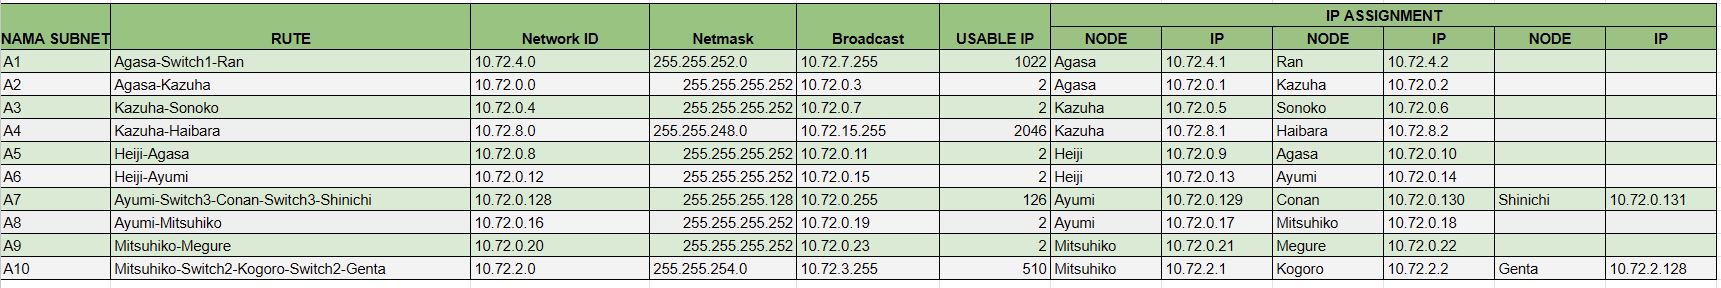 IP ASSIGNMENT
NAMA SUBNET RUTE Network ID Netmask Broadcast USABLE IP NODE IP NODE IP NODE IP
A1 Agasa-Switch1-Ran 10.72.4.0 255.255.252.0 10.72.7.255 1022 Agasa 10.72.4.1 Ran 10.72.4.2
A2 Agasa-Kazuha 10.72.0.0 255.255.255.252 10.72.0.3 2 Agasa 10.72.0.1 Kazuha 10.72.0.2
A3 Kazuha-Sonoko 10.72.0.4 255.255.255.252 10.72.0.7 2 Kazuha 10.72.0.5 Sonoko 10.72.0.6
A4 Kazuha-Haibara 10.72.8.0 255.255.248.0 10.72.15.255 2046 Kazuha 10.72.8.1 Haibara 10.72.8.2
A5 Heiji-Agasa 10.72.0.8 255.255.255.252 10.72.0.11 2 Heiji 10.72.0.9 Agasa 10.72.0.10
A6 Heiji-Ayumi 10.72.0.12 255.255.255.252 10.72.0.15 2 Heiji 10.72.0.13 Ayumi 10.72.0.14
A7 Ayumi-Switch3-Conan-Switch3-Shinichi 10.72.0.128 255.255.255.128 10.72.0.255 126 Ayumi 10.72.0.129 Conan 10.72.0.130 Shinichi 10.72.0.131
A8 Ayumi-Mitsuhiko 10.72.0.16 255.255.255.252 10.72.0.19 2 Ayumi 10.72.0.17 Mitsuhiko 10.72.0.18
A9 Mitsuhiko-Megure 10.72.0.20 255.255.255.252 10.72.0.23 2 Mitsuhiko 10.72.0.21 Megure 10.72.0.22
A10 Mitsuhiko-Switch2-Kogoro-Switch2-Genta 10.72.2.0 255.255.254.0 10.72.3.255 510 Mitsuhiko 10.72.2.1 Kogoro 10.72.2.2 Genta 10.72.2.128